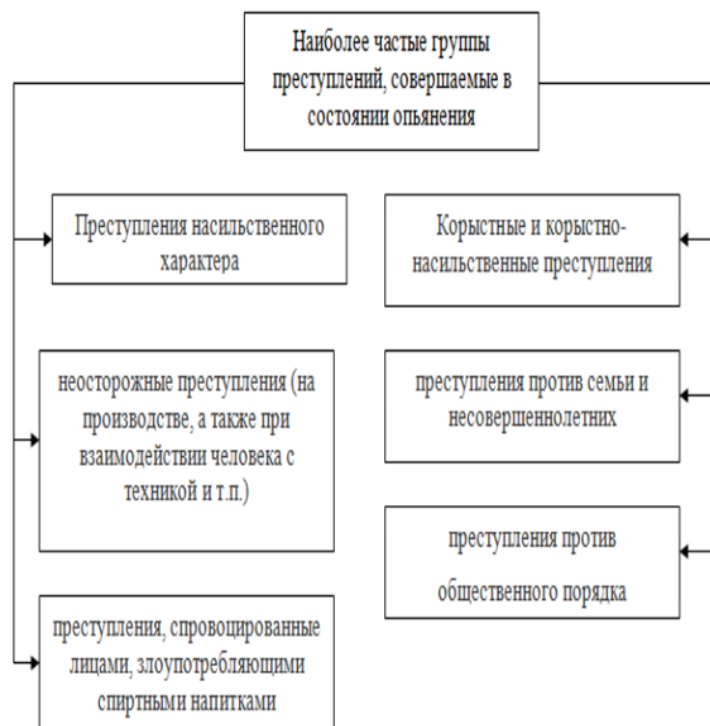 Наиболее частые группы
преступлений, совершаемые в
состоянии опьянения
Преступления насильственного
характера
Корыстные и корыстно-
насильственные преступления
неосторожные преступления (на
производстве, а также при
взаимодействии человека с
техникой и т.п.)
преступления против семьи и
несовершеннолетних
преступления против
общественного порядка
преступления, спровоцированные
лицами, злоупотребляющими
спиртными напитками